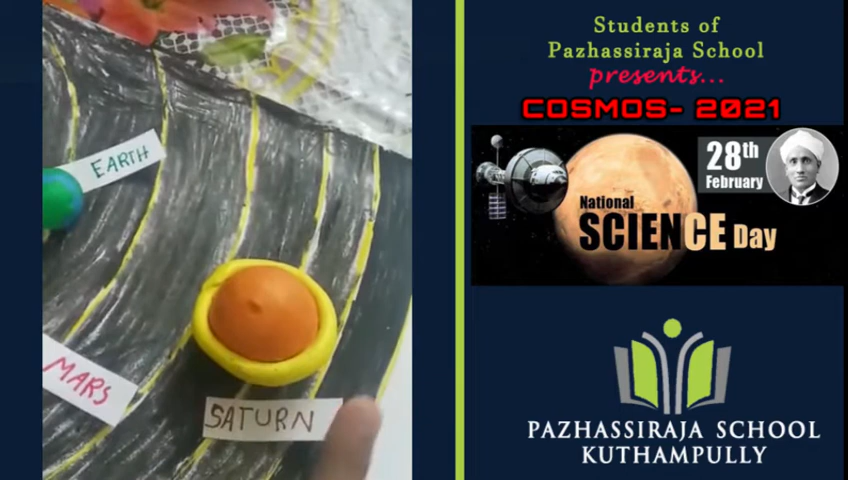 EARTH
MARS
SATURN
Students of
Pazhassiraja School
presents...
COSMOS- 2021
28th
February
National
SCIENCE Day
PAZHASSIRAJA SCHOOL
KUTHAMPULLY